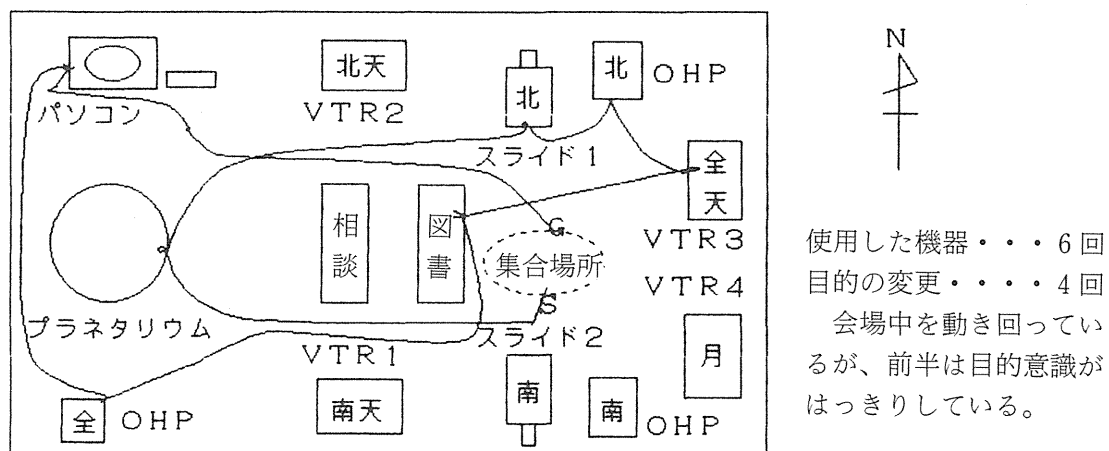 北天
VTR2
北
スライド1
北
OHP
パソコン
全天
VTR3
相談
図書
G
集合場所
S
VTR4
プラネタリウム
VTR1
スライド2
全
OHP
南天
南
南
OHP
月
N
使用した機器・・・6回
目的の変更・・・・4回
会場中を動き回ってい
るが、前半は目的意識が
はっきりしている。